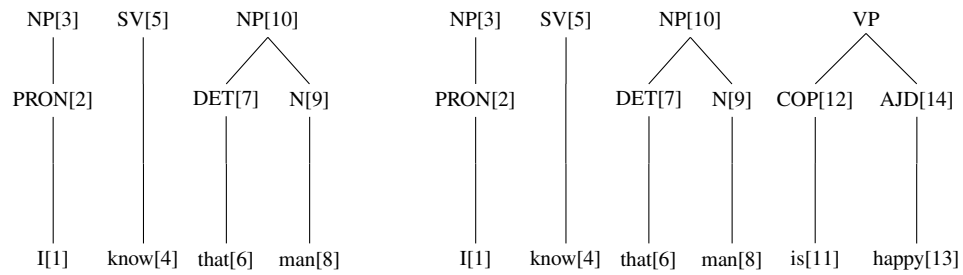 NP[3] SV[5] NP[10] NP[3] SV[5] NP[10] VP
PRON[2] DET[7] N[9] PRON[2] DET[7] N[9] COP[12] AJD[14]
I[1] know[4] that[6] man[8] I[1] know[4] that[6] man[8] is[11] happy[13]